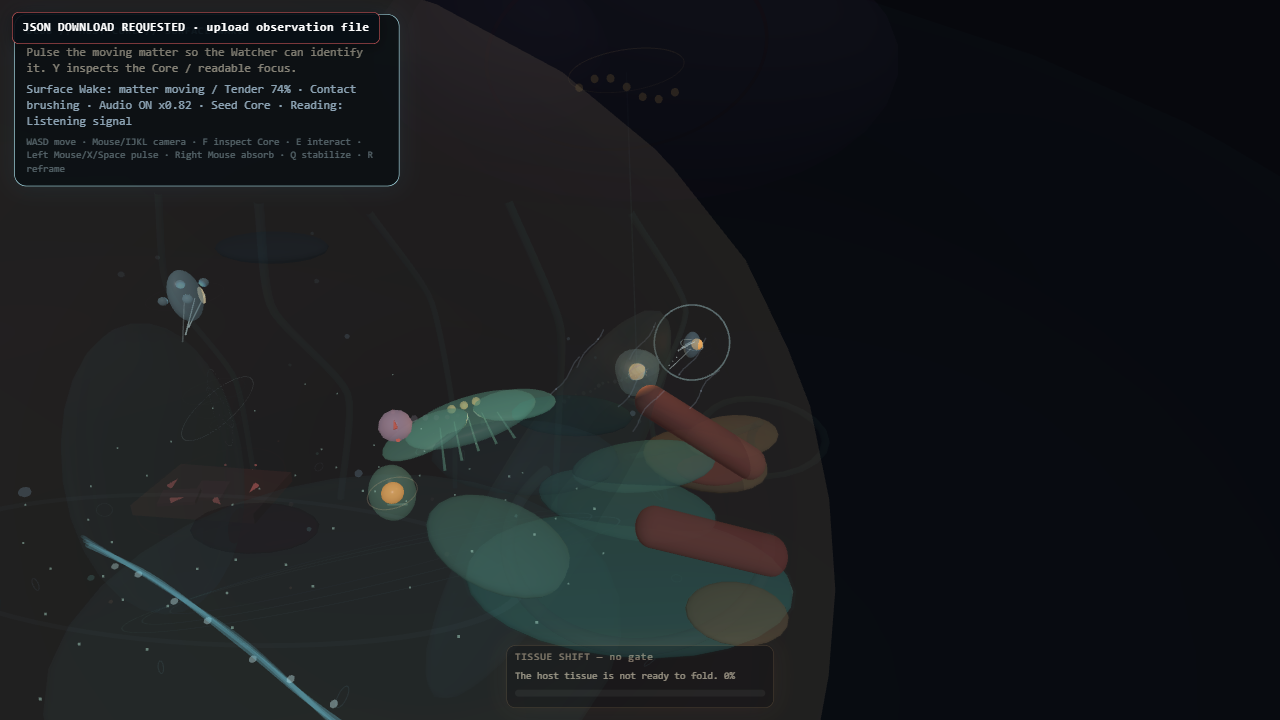 JSON DOWNLOAD REQUESTED · upload observation file
Pulse the moving matter so the Watcher can identify
it. Y inspects the Core / readable focus.
Surface Wake: matter moving / Tender 74% · Contact
brushing · Audio ON x0.82 · Seed Core · Reading:
Listening signal
WASD move · Mouse/IJKL camera · F inspect Core · E interact ·
Left Mouse/X/Space pulse · Right Mouse absorb · Q stabilize · R
reframe
TISSUE SHIFT — no gate
The host tissue is not ready to fold. 0%